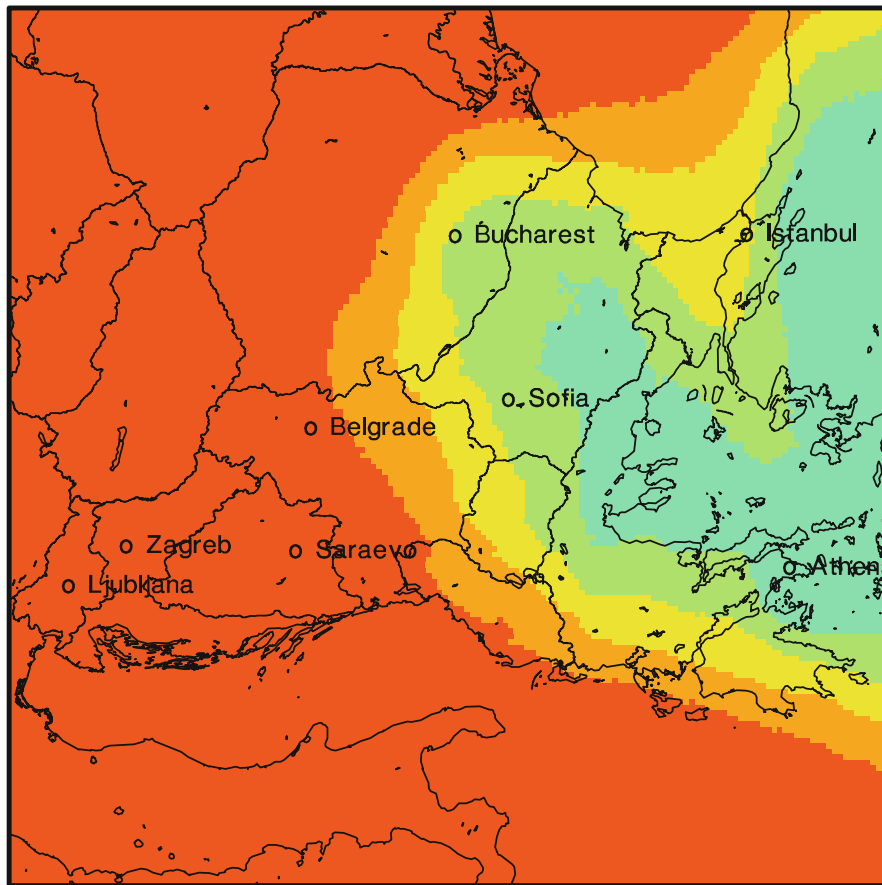 Bucharest
Istanbul
Sofia
Belgrade
Zagreb
Saraevo
Ljubljana
Athen